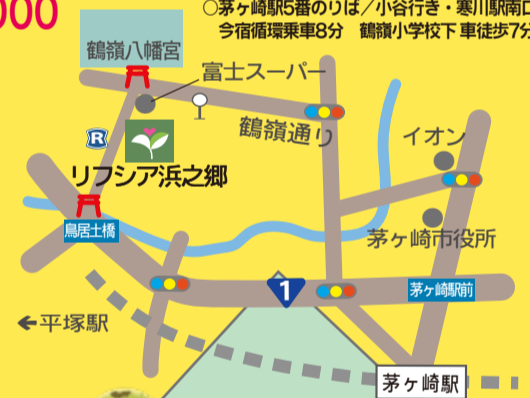 000
○茅ヶ崎駅5番のりば／小谷行き・寒川駅南口
今宿循環乗車8分　鶴嶺小学校下車徒歩7分
鶴嶺八幡宮
富士スーパー
鶴嶺通り
イオン
R
リフシア浜之郷
鳥居土橋
茅ヶ崎市役所
1
茅ヶ崎駅前
←平塚駅
茅ヶ崎駅